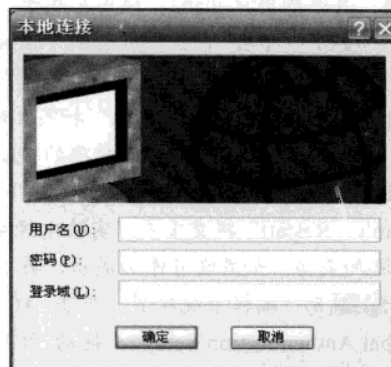 本地连接
用户名(U):
密码(P):
登录域(L):
确定 取消